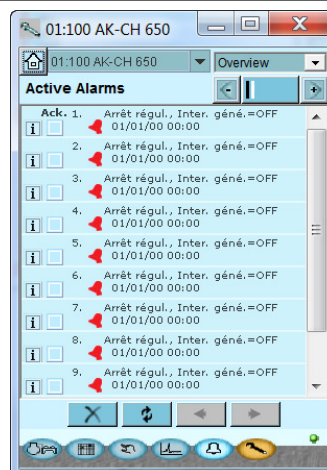 01:100 AK-CH 650
01:100 AK-CH 650 Overview
Active Alarms
Ack. 1. Arrêt régul., Inter. géné.=OFF
01/01/00 00:00
2. Arrêt régul., Inter. géné.=OFF
01/01/00 00:00
3. Arrêt régul., Inter. géné.=OFF
01/01/00 00:00
4. Arrêt régul., Inter. géné.=OFF
01/01/00 00:00
5. Arrêt régul., Inter. géné.=OFF
01/01/00 00:00
6. Arrêt régul., Inter. géné.=OFF
01/01/00 00:00
7. Arrêt régul., Inter. géné.=OFF
01/01/00 00:00
8. Arrêt régul., Inter. géné.=OFF
01/01/00 00:00
9. Arrêt régul., Inter. géné.=OFF
01/01/00 00:00